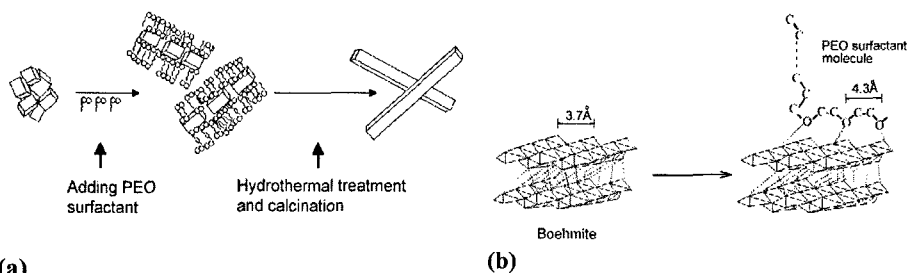 Adding PEO
surfactant
Hydrothermal treatment
and calcination
(a)
3.7Å
Boehmite
PEO surfactant
molecule
4.3Å
C
C
C
C
C
O
C
C
C
C
O
(b)